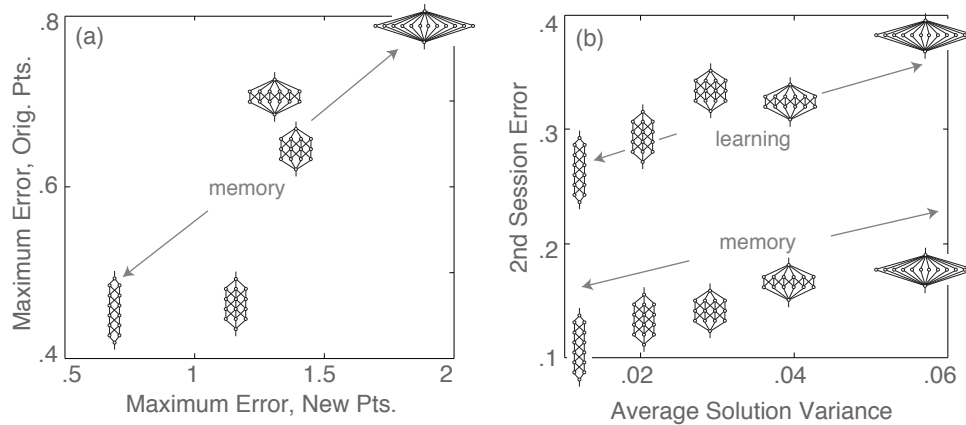 (a)
.8
.6
.4
Maximum Error, Orig. Pts.
memory
.5
1
1.5
2
Maximum Error, New Pts.
(b)
.4
.3
.2
.1
2nd Session Error
learning
memory
.02
.04
.06
Average Solution Variance